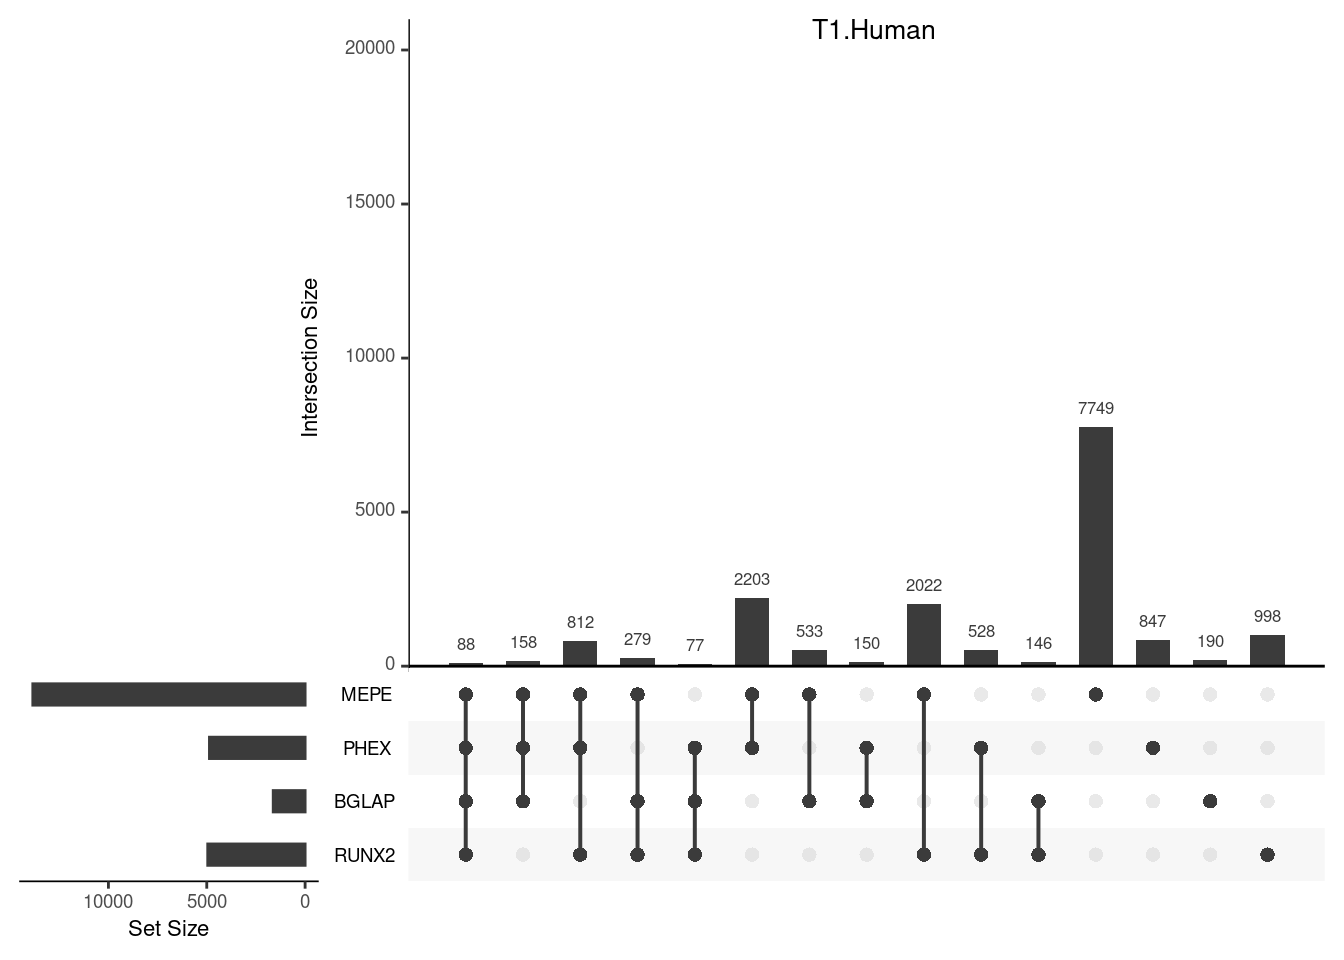 T1.Human
20000
15000
10000
5000
0
Intersection Size
88 158 812 279 77 2203 533 150 2022 528 146 7749 847 190 998
MEPE
PHEX
BGLAP
RUNX2
10000 5000 0
Set Size